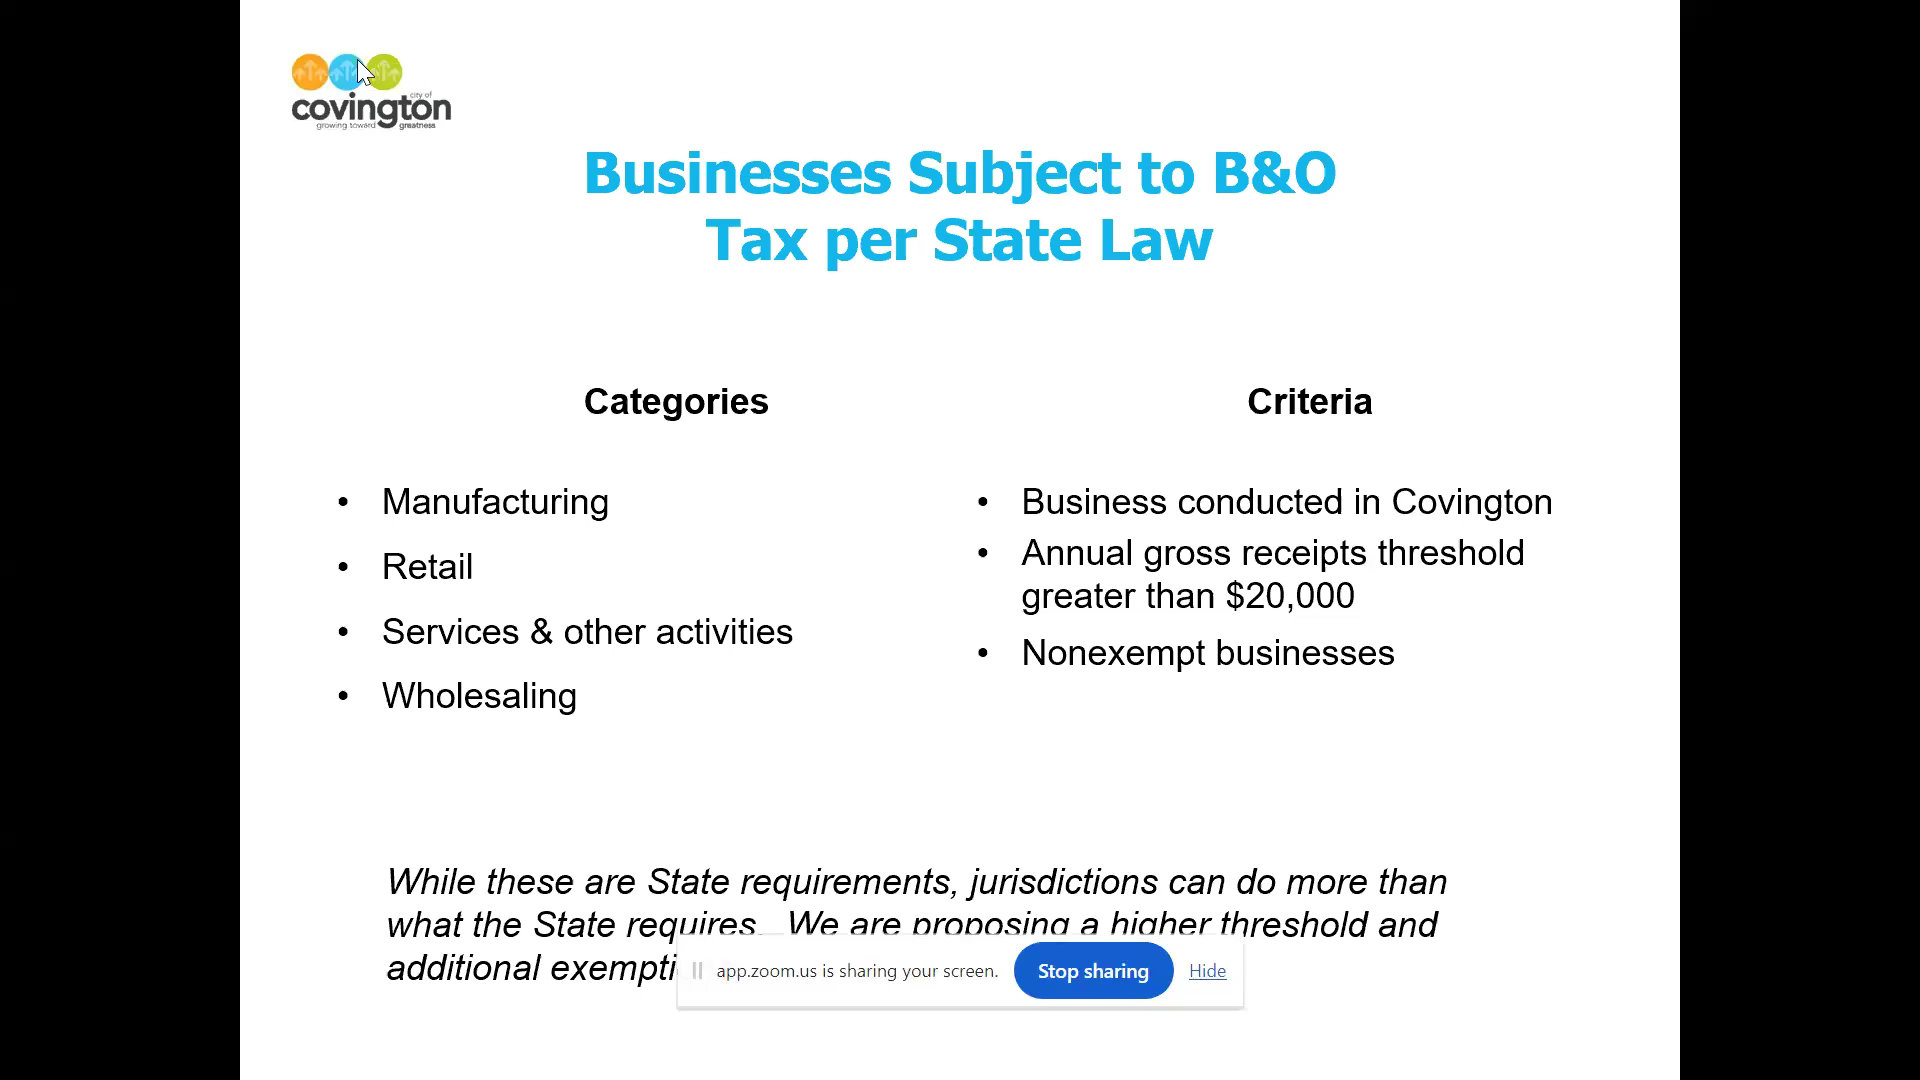 city of
covington
growing toward greatness
Businesses Subject to B&O
Tax per State Law
Categories
• Manufacturing
• Retail
• Services & other activities
• Wholesaling
Criteria
• Business conducted in Covington
• Annual gross receipts threshold
greater than $20,000
• Nonexempt businesses
While these are State requirements, jurisdictions can do more than
what the State requires. We are proposing a higher threshold and
additional
app.zoom.us is sharing your screen.
Stop sharing
Hide